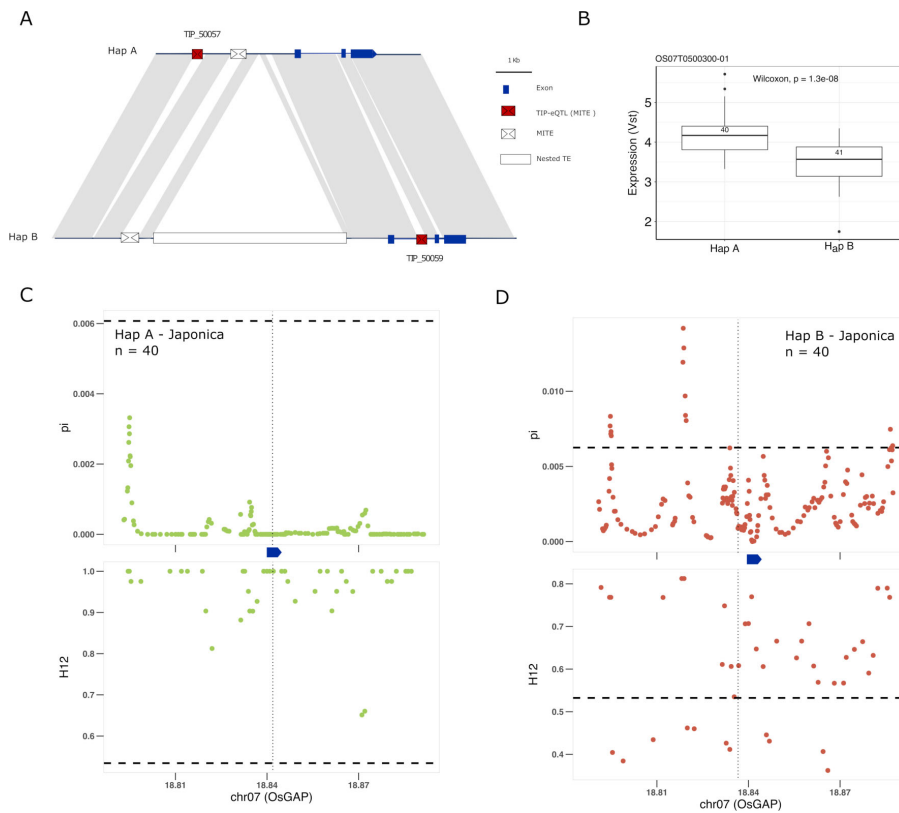 A
TIP_50057
Hap A
1 Kb
Exon
TIP-eQTL (MITE )
MITE
Nested TE
Hap B
TIP_50059
B
OS07T0500300-01
Wilcoxon, p = 1.3e-08
Expression (Vst)
5
4
3
2
40
41
Hap A
Hap B
C
Hap A - Japonica
n = 40
pi
0.006
0.004
0.002
0.000
H12
1.0
0.9
0.8
0.7
0.6
18.81
18.84
18.87
chr07 (OsGAP)
D
Hap B - Japonica
n = 40
pi
0.010
0.005
0.000
H12
0.8
0.7
0.6
0.5
0.4
18.81
18.84
18.87
chr07 (OsGAP)